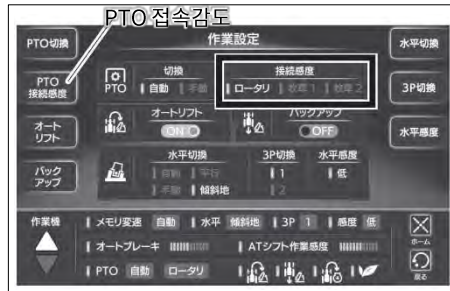 PTO 접속감도
PTO切換
作業設定
水平切換
切換
接続感度
PTO
接続感度
PTO
自動 手動
ロータリ 牧草1 牧草2
3P切換
オート
リフト
オートリフト
ON
バックアップ
OFF
水平感度
バック
アップ
水平切換
3P切換
水平感度
自動 平行
1
低
手動 傾斜地
2
作業機
メモリ変速 自動 水平 傾斜地 3P 1 感度 低
オートブレーキ
ATシフト作業感度
ホーム
PTO 自動 ロータリ
戻る